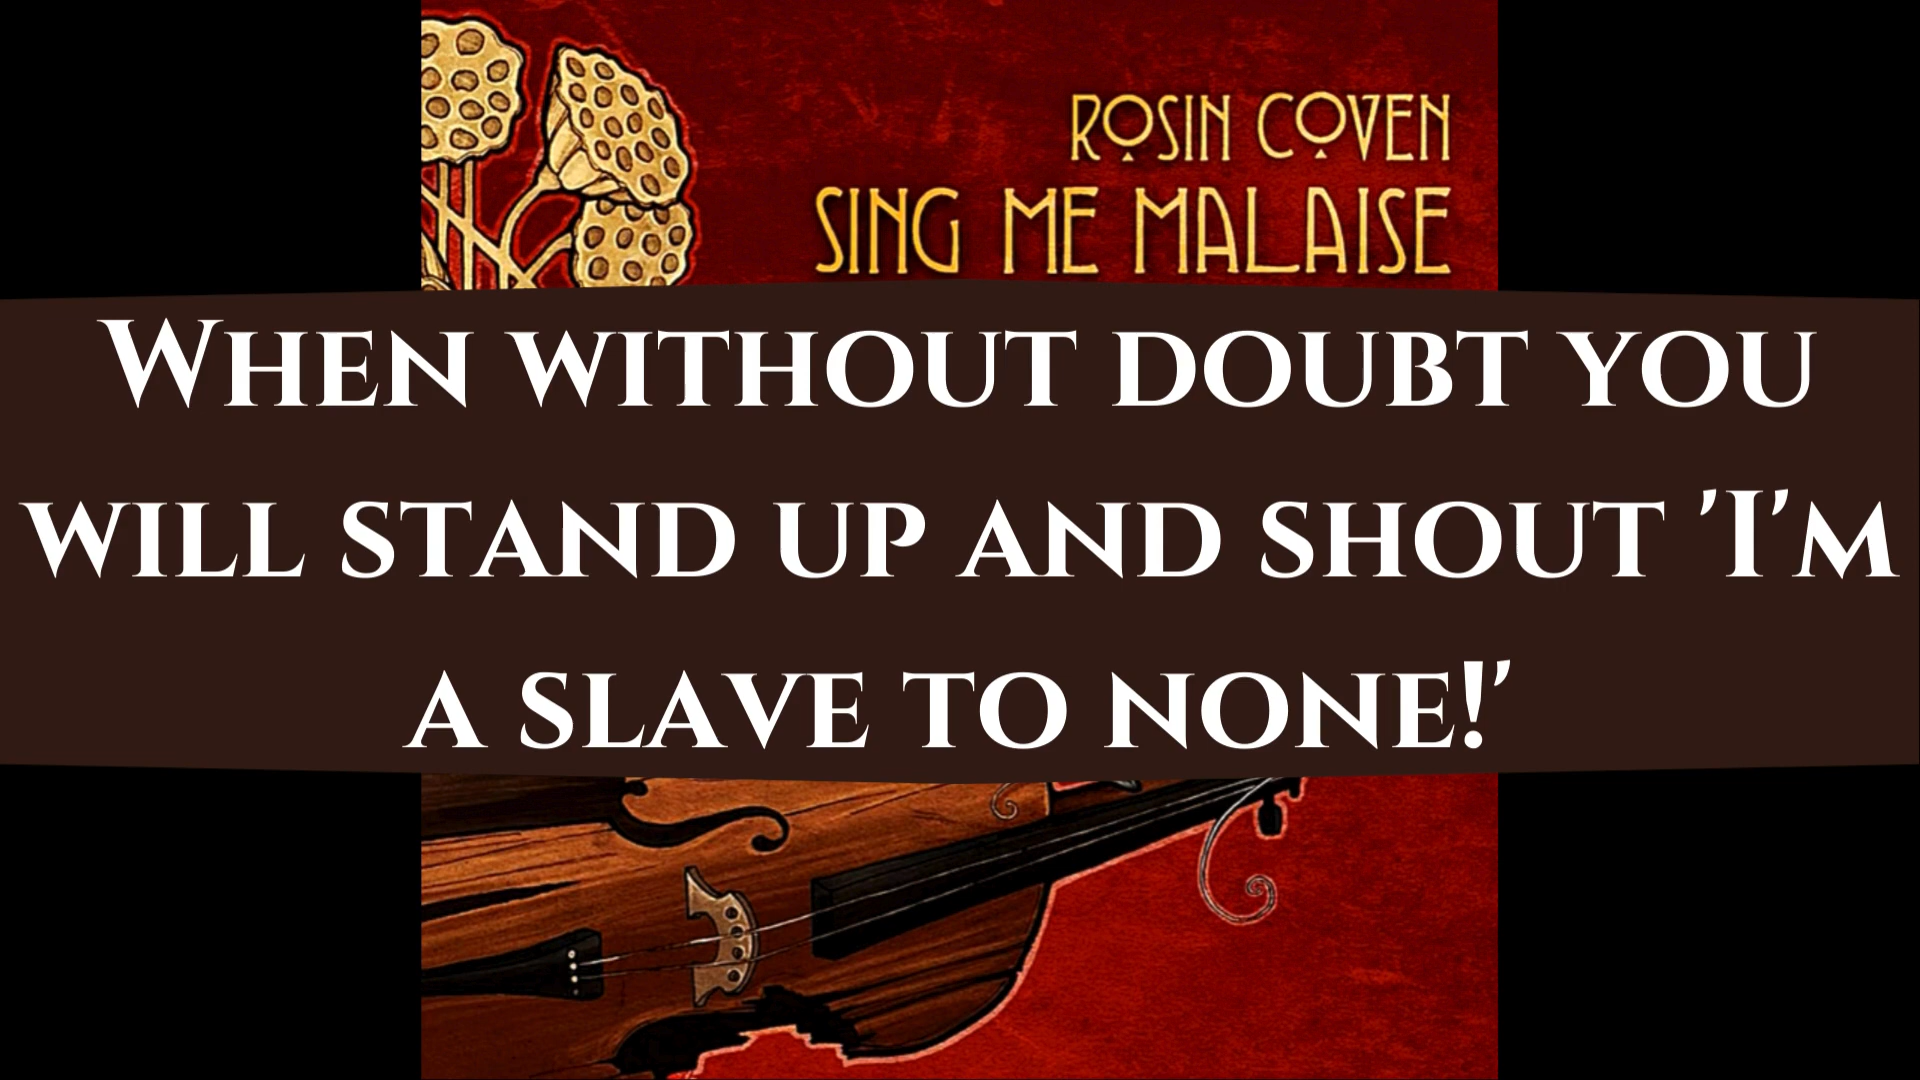 ROSIN COVEN
SING ME MALAISE
When without doubt you
will stand up and shout 'I'm
a slave to none!'